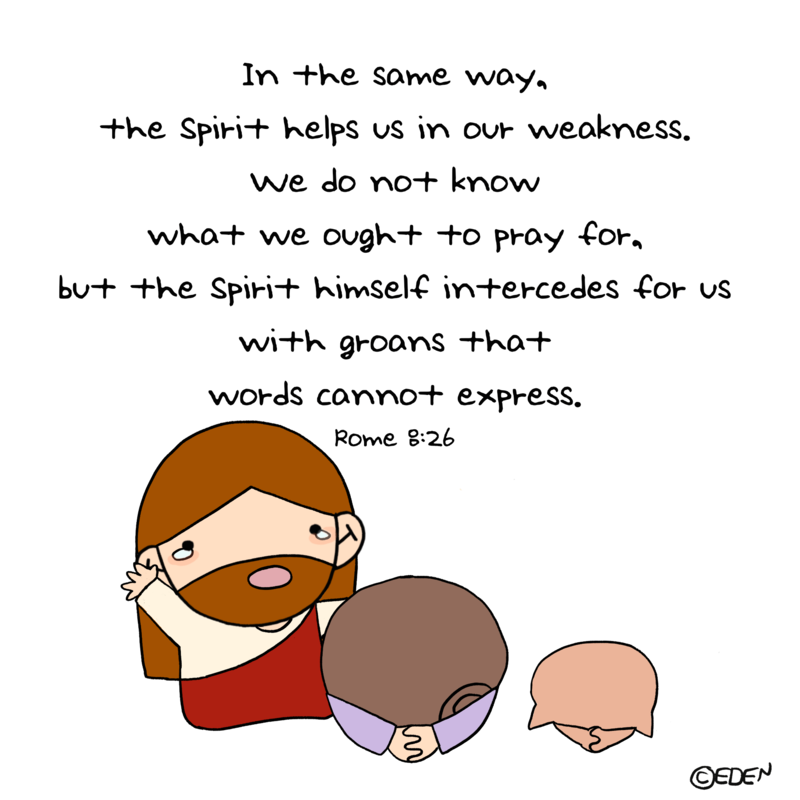 In the same way,
the Spirit helps us in our weakness.
We do not know
what we ought to pray for,
but the Spirit himself intercedes for us
with groans that
words cannot express.
Rome 8:26
©EDEN